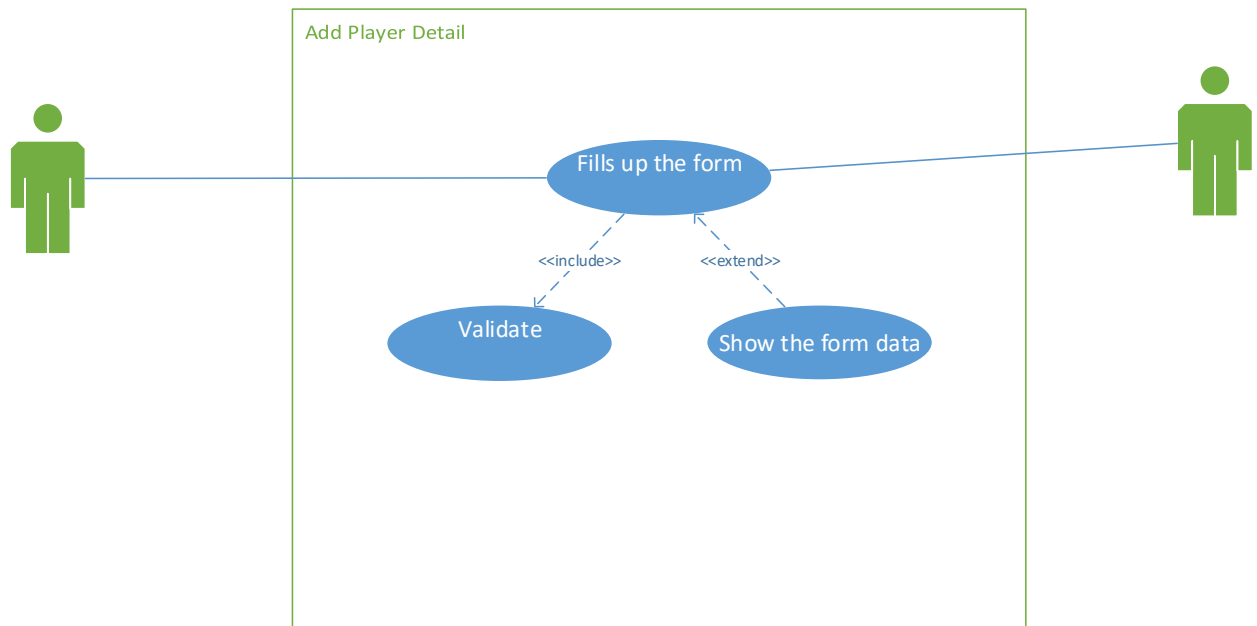 Add Player Detail
Fills up the form
<<include>>
<<extend>>
Validate
Show the form data